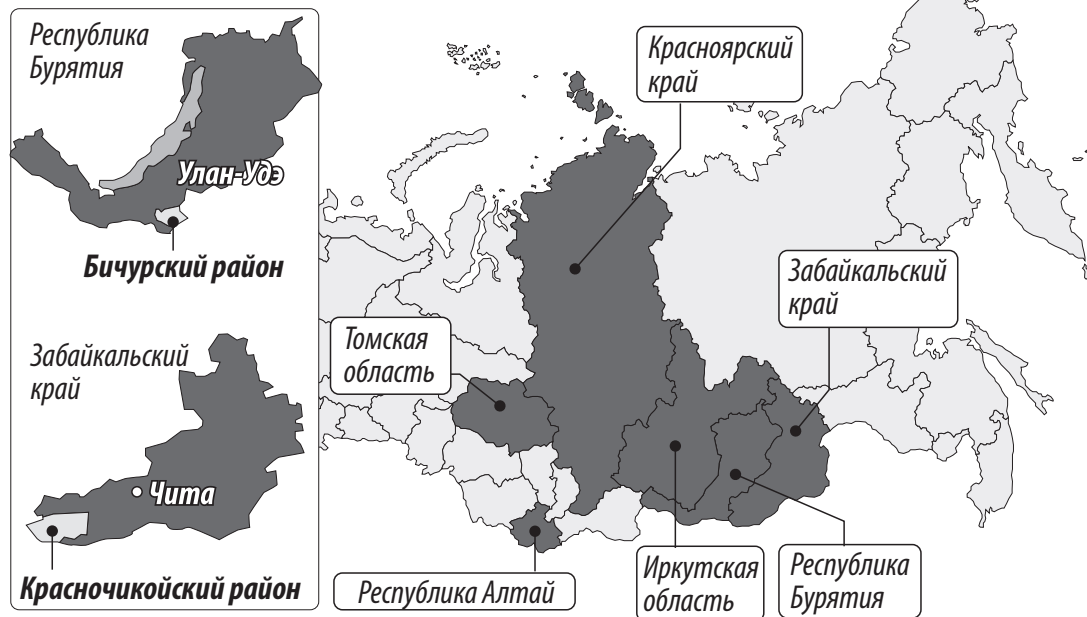 Республика
Бурятия
Улан-Удэ
Бичурский район
Забайкальский
край
Чита
Красночикойский район
Красноярский
край
Забайкальский
край
Томская
область
Республика Алтай
Иркутская
область
Республика
Бурятия